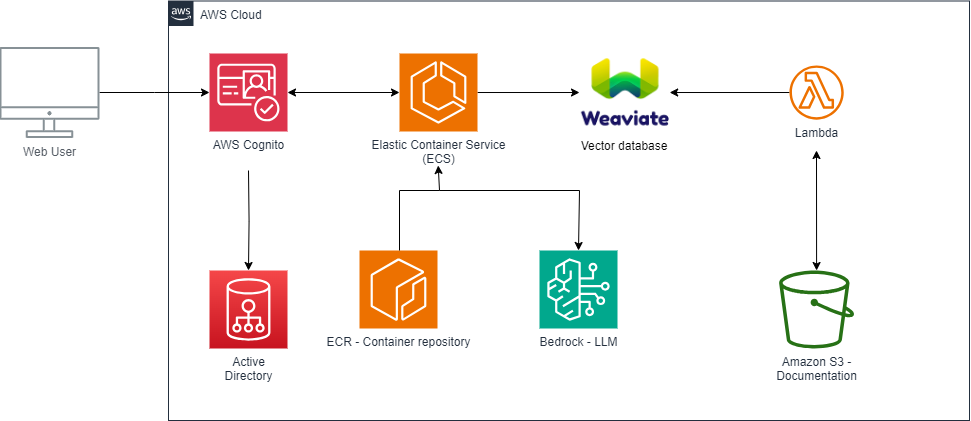 aws
AWS Cloud
Web User
AWS Cognito
Elastic Container Service
(ECS)
Weaviate
Vector database
Lambda
Active
Directory
ECR - Container repository
Bedrock - LLM
Amazon S3 -
Documentation